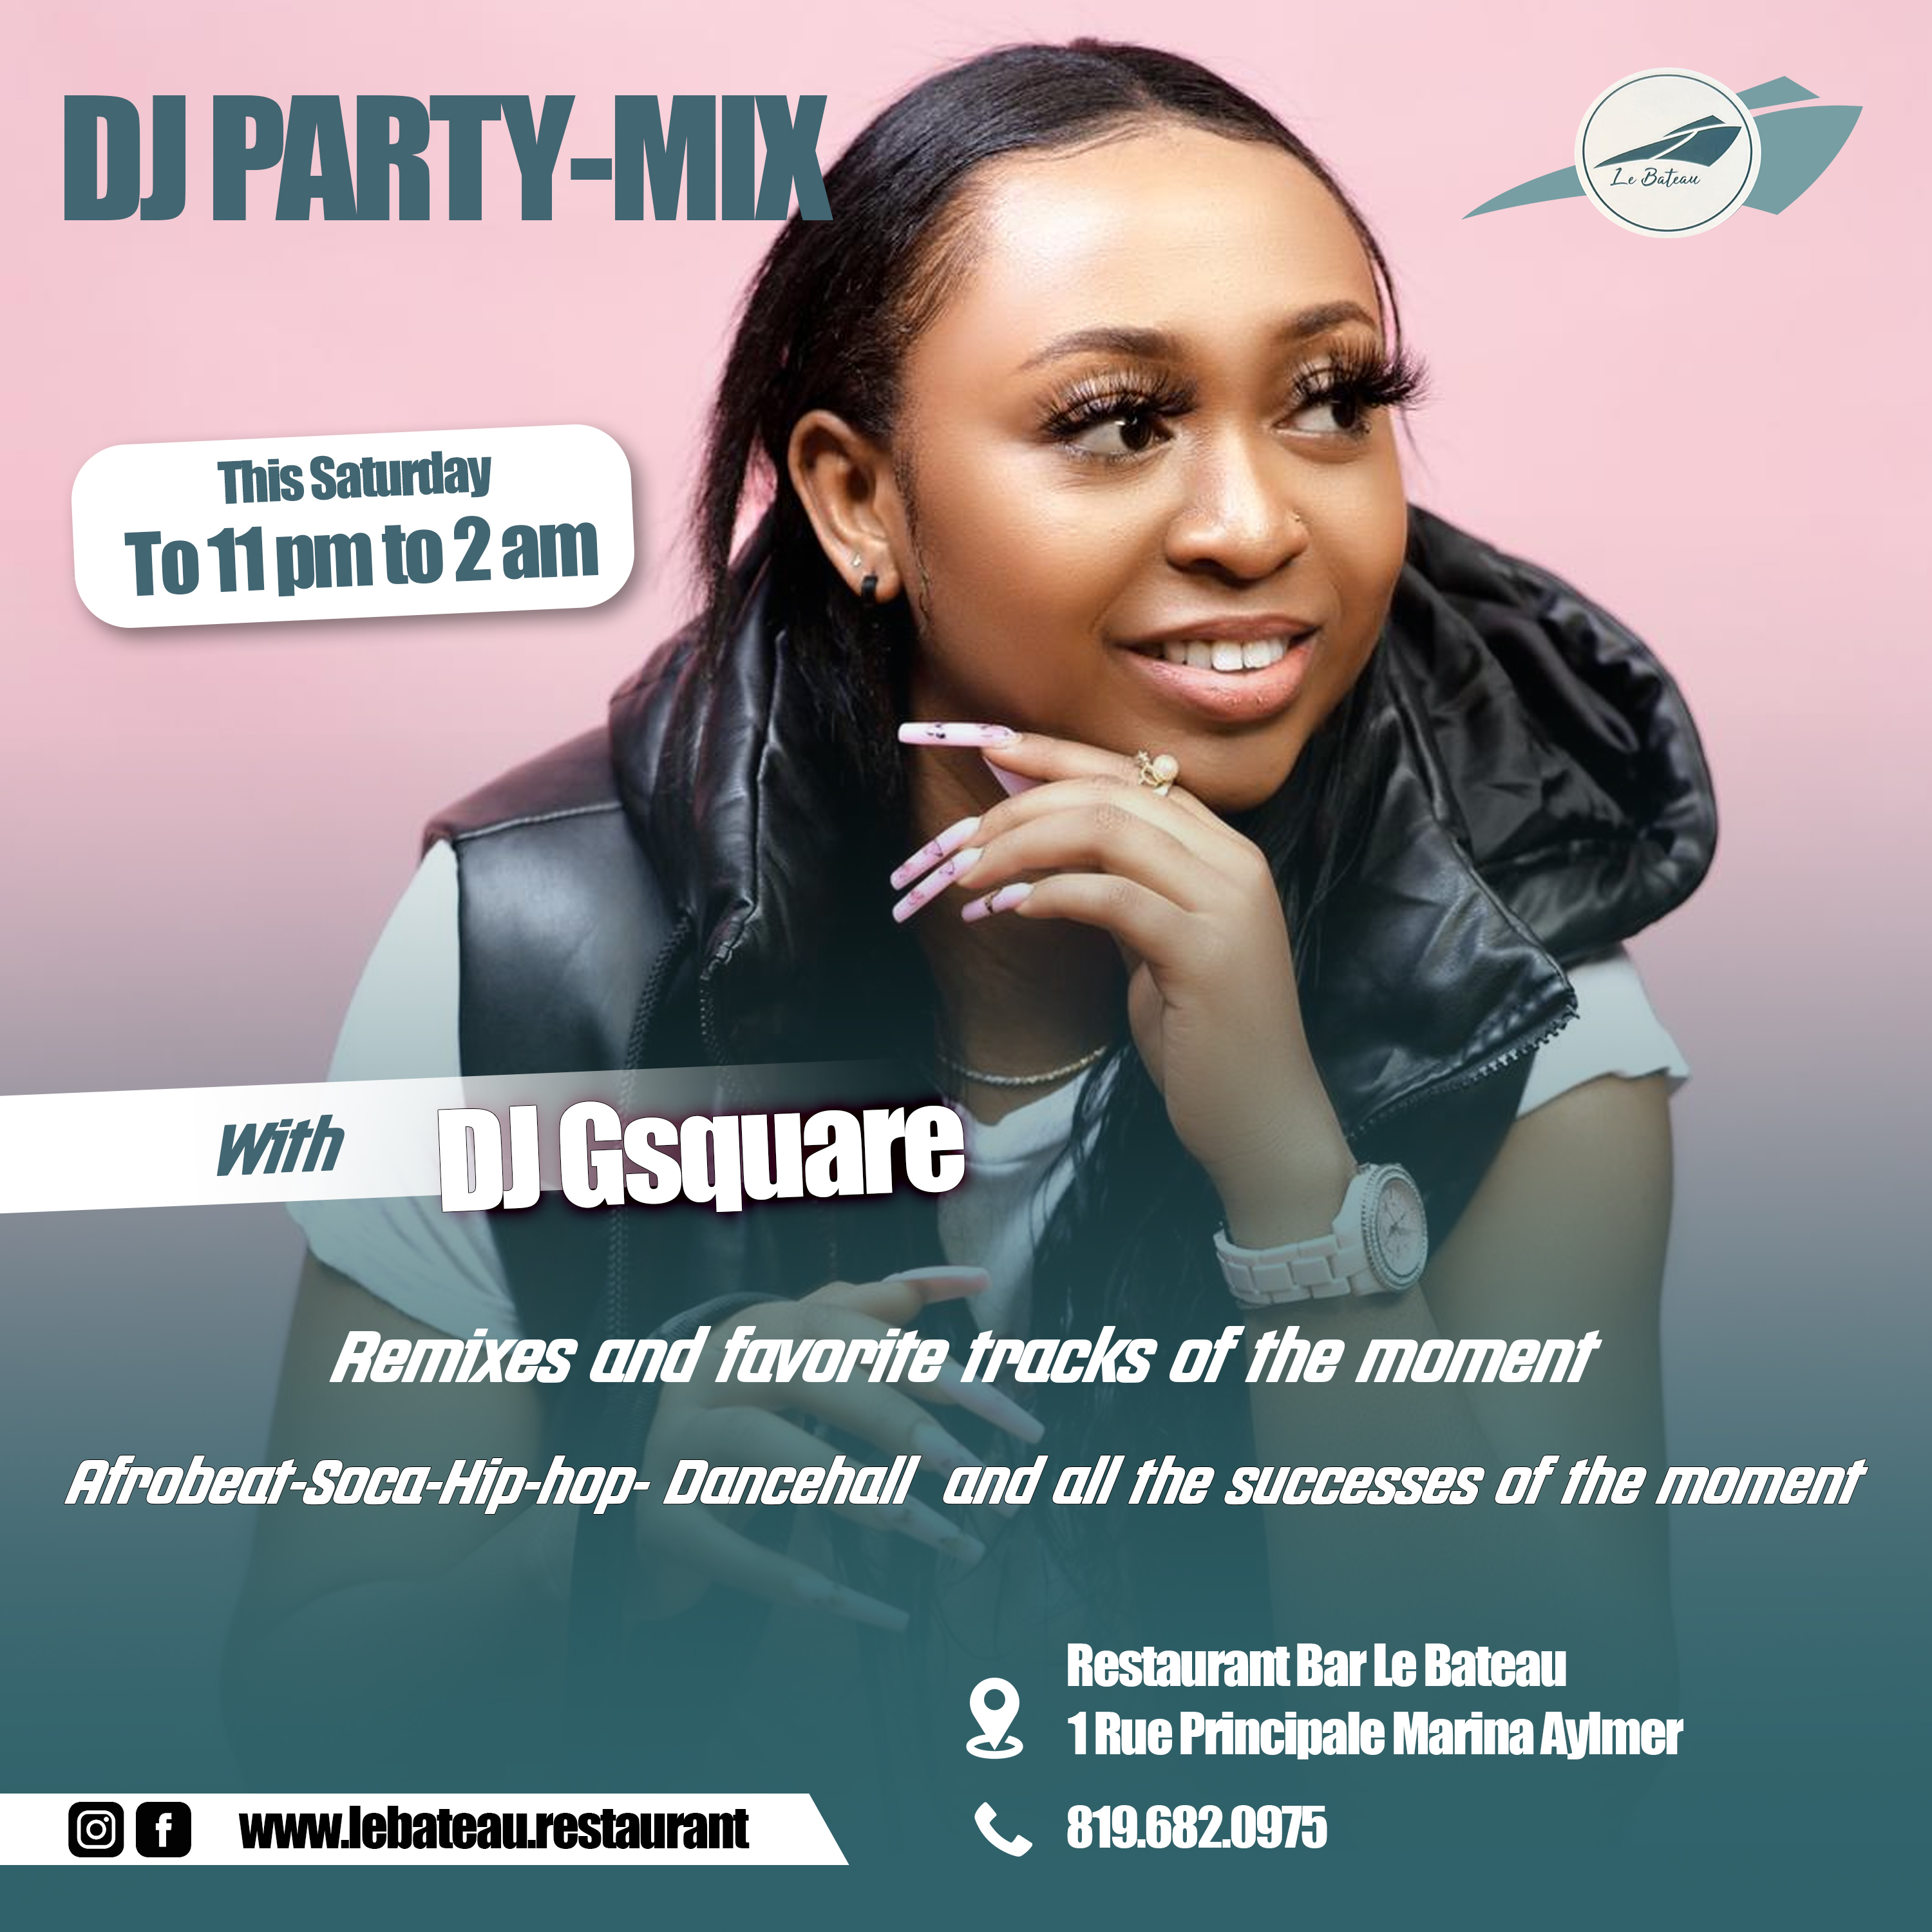 DJ PARTY-MIX
Le Bateau
This Saturday
To 11 pm to 2 am
With DJ Gsquare
Remixes and favorite tracks of the moment
Afrobeat-Soca-Hip-hop- Dancehall and all the successes of the moment
Restaurant Bar Le Bateau
1 Rue Principale Marina Aylmer
www.lebateau.restaurant
819.682.0975